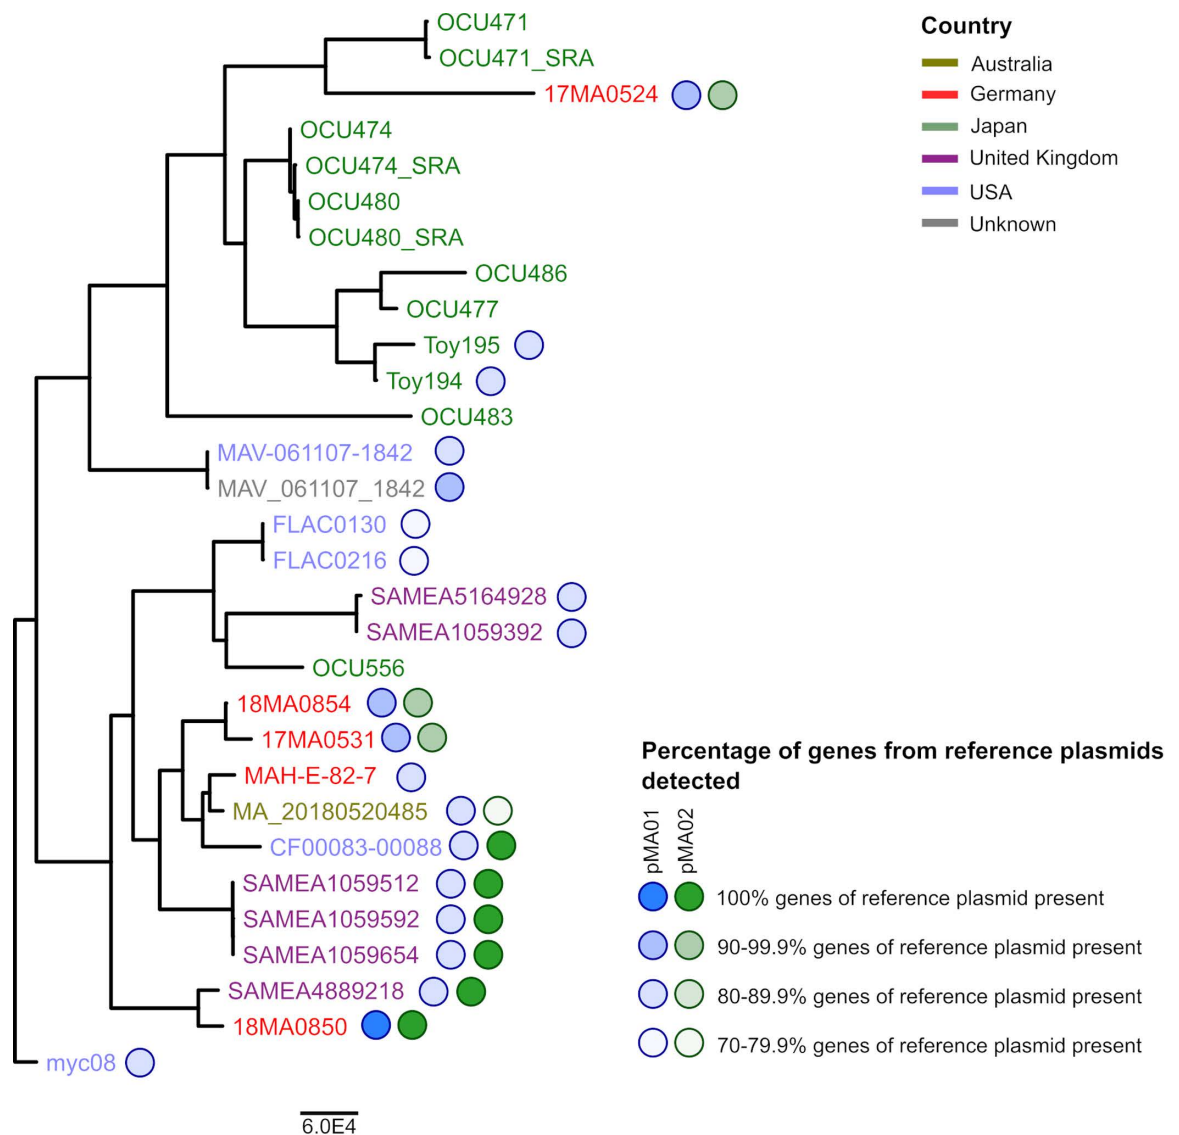 OCU471
OCU471_SRA
17MA0524
OCU474
OCU474_SRA
OCU480
OCU480_SRA
OCU486
OCU477
Toy195
Toy194
OCU483
MAV-061107-1842
MAV_061107_1842
FLAC0130
FLAC0216
SAMEA5164928
SAMEA1059392
OCU556
18MA0854
17MA0531
MAH-E-82-7
MA_20180520485
CF00083-00088
SAMEA1059512
SAMEA1059592
SAMEA1059654
SAMEA4889218
18MA0850
myc08
6.0E4
Country
Australia
Germany
Japan
United Kingdom
USA
Unknown
Percentage of genes from reference plasmids
detected
pMA01
pMA02
100% genes of reference plasmid present
90-99.9% genes of reference plasmid present
80-89.9% genes of reference plasmid present
70-79.9% genes of reference plasmid present